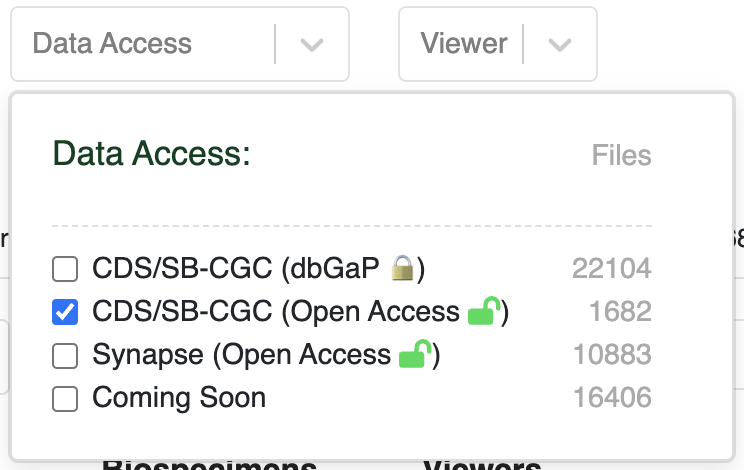 Data Access
Viewer
Data Access:
Files
CDS/SB-CGC (dbGaP 🔒)
22104
CDS/SB-CGC (Open Access 🔓)
1682
Synapse (Open Access 🔓)
10883
Coming Soon
16406
Biospecimens
Viewers